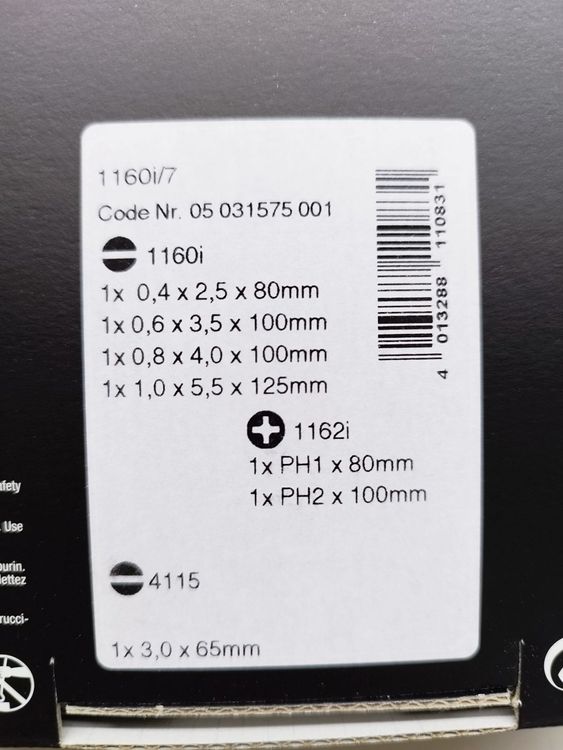 1160i/7
Code Nr. 05 031575 001
1160i
1x 0,4 x 2,5 x 80mm
1x 0,6 x 3,5 x 100mm
1x 0,8 x 4,0 x 100mm
1x 1,0 x 5,5 x 125mm
1162i
1x PH1 x 80mm
1x PH2 x 100mm
4115
1x 3,0 x 65mm
4 013288 110831
Use